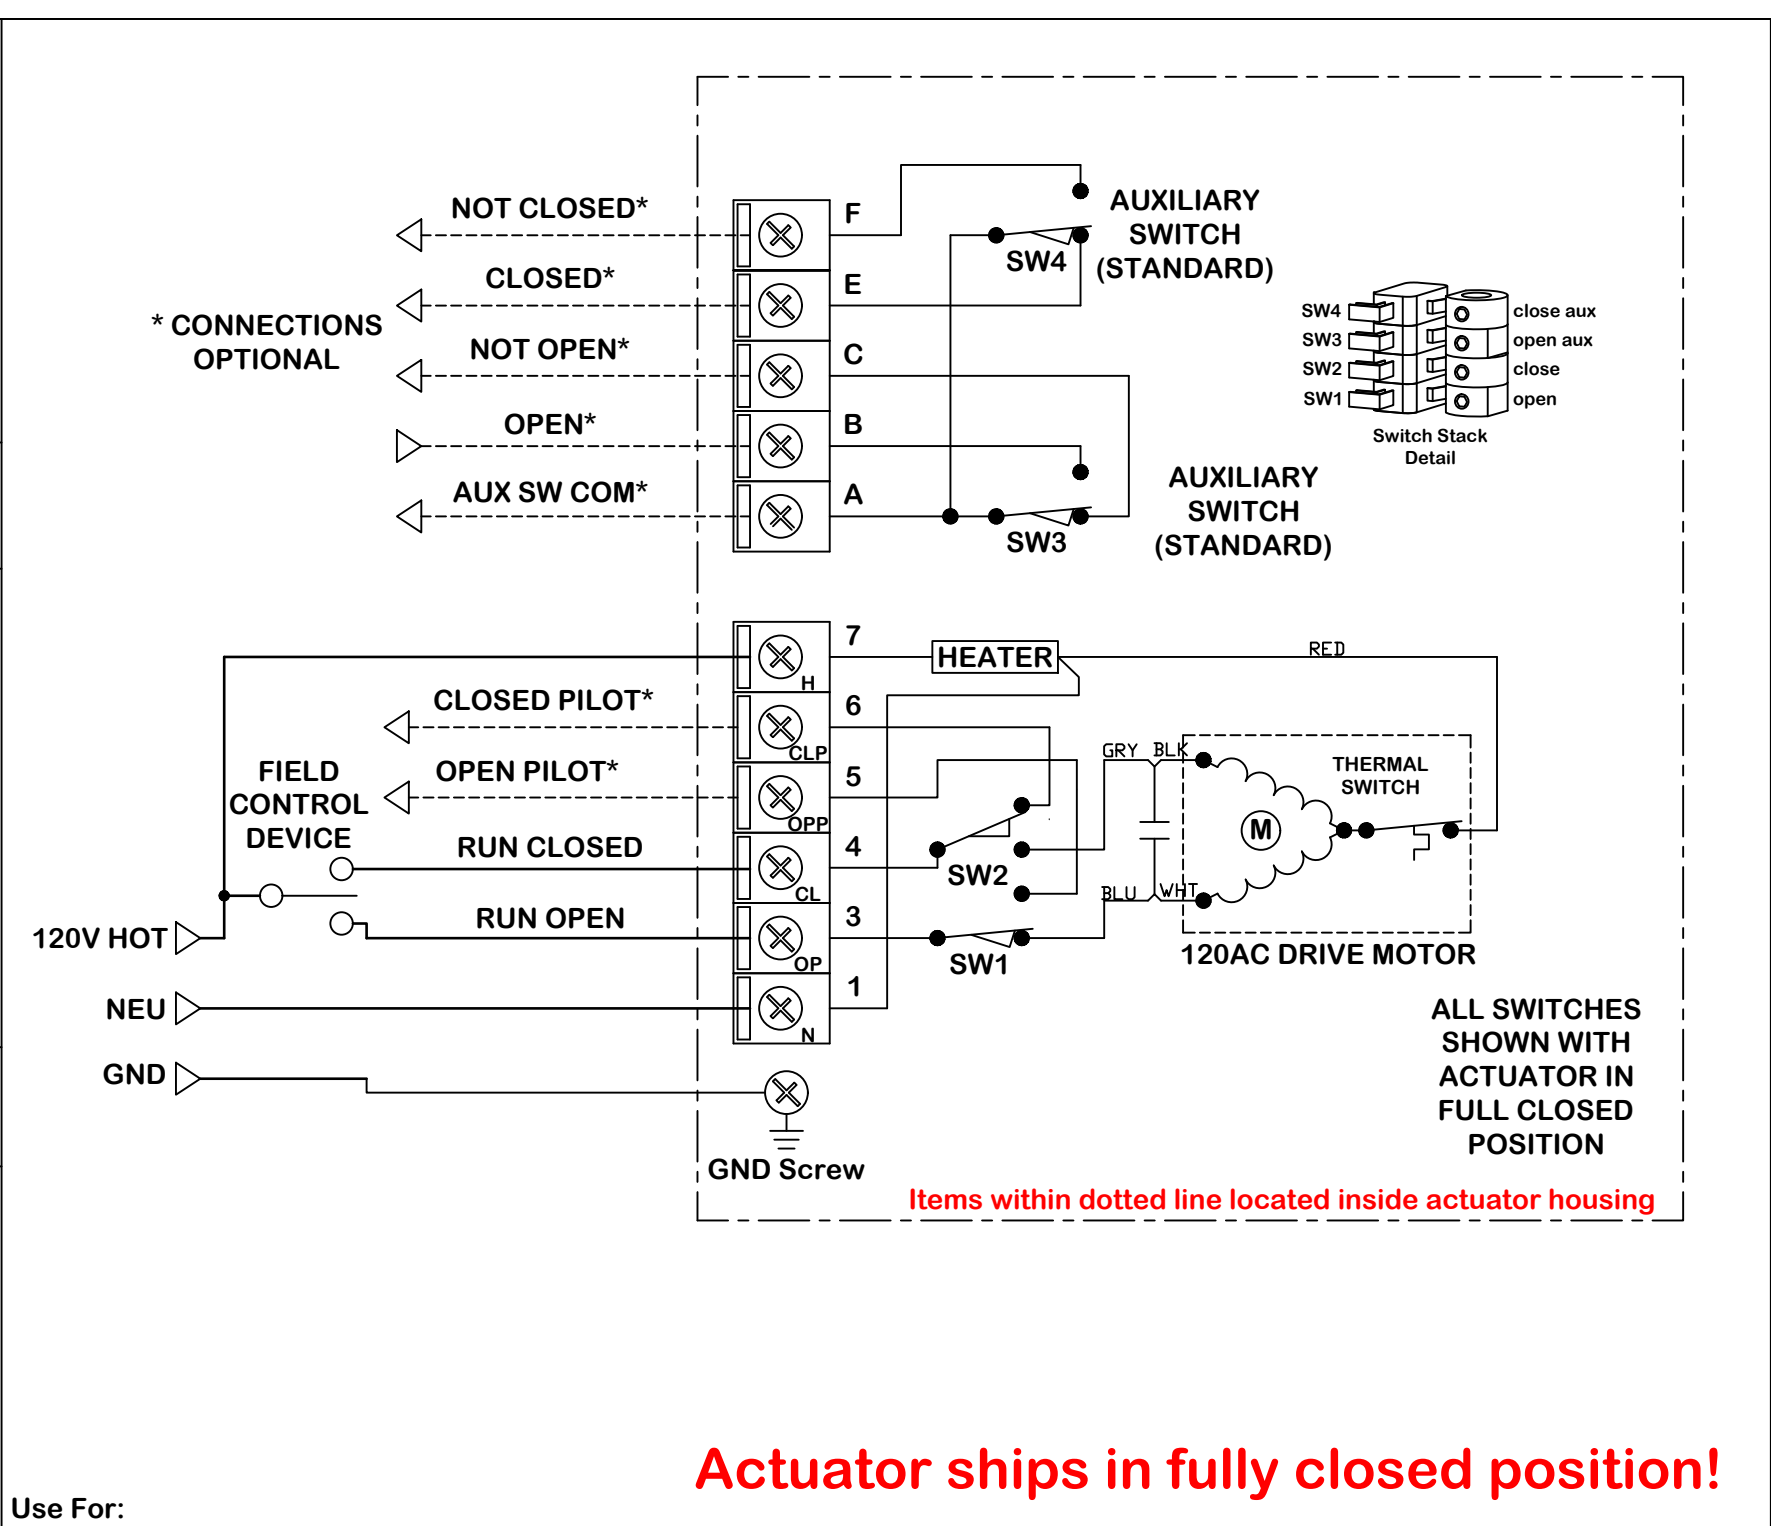 NOT CLOSED*
CLOSED*
NOT OPEN*
OPEN*
AUX SW COM*
* CONNECTIONS
OPTIONAL
F
E
C
B
A
SW4
AUXILIARY
SWITCH
(STANDARD)
SW3
AUXILIARY
SWITCH
(STANDARD)
SW4 close aux
SW3 open aux
SW2 close
SW1 open
Switch Stack
Detail
7
H
HEATER
RED
CLOSED PILOT*
6
CLP
OPEN PILOT*
5
OPP
FIELD
CONTROL
DEVICE
RUN CLOSED
4
CL
SW2
RUN OPEN
3
OP
SW1
120V HOT
NEU
1
N
GND
GND Screw
GRY BLK
BLU WHT
THERMAL
SWITCH
M
120AC DRIVE MOTOR
ALL SWITCHES
SHOWN WITH
ACTUATOR IN
FULL CLOSED
POSITION
Items within dotted line located inside actuator housing
Actuator ships in fully closed position!
Use For: